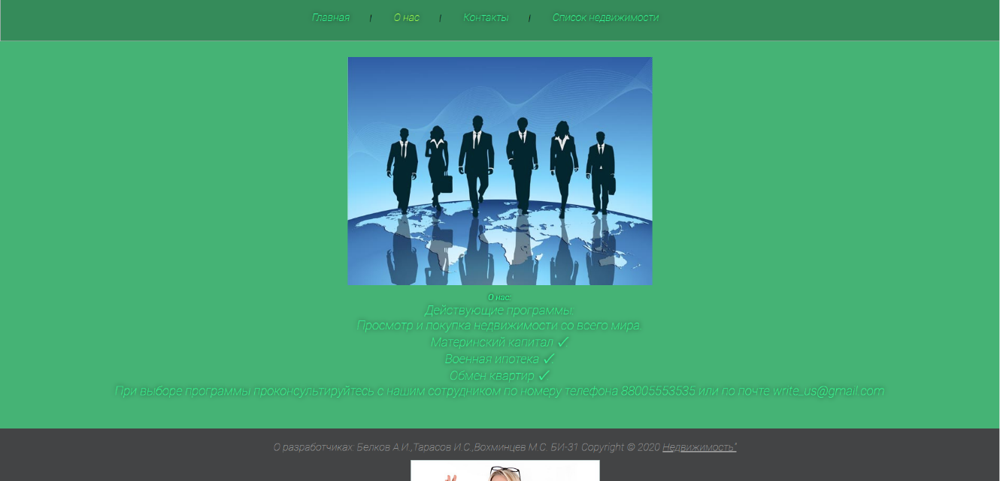 Главная | О нас | Контакты | Список недвижимости
О нас:
Действующие программы:
Просмотр и покупка недвижимости со всего мира.
Материнский капитал ✓
Военная ипотека ✓
Обмен квартир ✓
При выборе программы проконсультируйтесь с нашим сотрудником по номеру телефона 88005553535 или по почте write_us@gmail.com
О разработчиках: Белков А.И.,Тарасов И.С.,Вохминцев М.С. БИ-31 Copyright © 2020 Недвижимость"